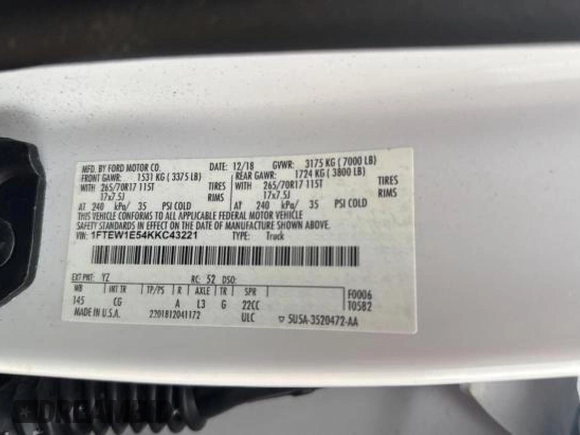 MFD. BY FORD MOTOR CO. 12/18 GVWR: 3175 KG ( 7000 LB)
FRONT GAWR: 1531 KG ( 3375 LB) REAR GAWR: 1724 KG ( 3800 LB)
WITH 265/70R17 115T TIRES WITH 265/70R17 115T TIRES
17x7.5J RIMS 17x7.5J RIMS
AT 240 kPa/ 35 PSI COLD AT 240 kPa/ 35 PSI COLD
THIS VEHICLE CONFORMS TO ALL APPLICABLE FEDERAL MOTOR VEHICLE
SAFETY STANDARDS IN EFFECT ON THE DATE OF MANUFACTURE SHOWN ABOVE.
VIN: 1FTEW1E54KKC43221 TYPE: Truck
EXT PNT: YZ RC: 52 DSO:
WB INT TR TP/PS R AXLE TR SPR F0006
145 CG A L3 G 22CC T0582
MADE IN U.S.A. 2201812041172 ULC 5U5A-3520472-AA